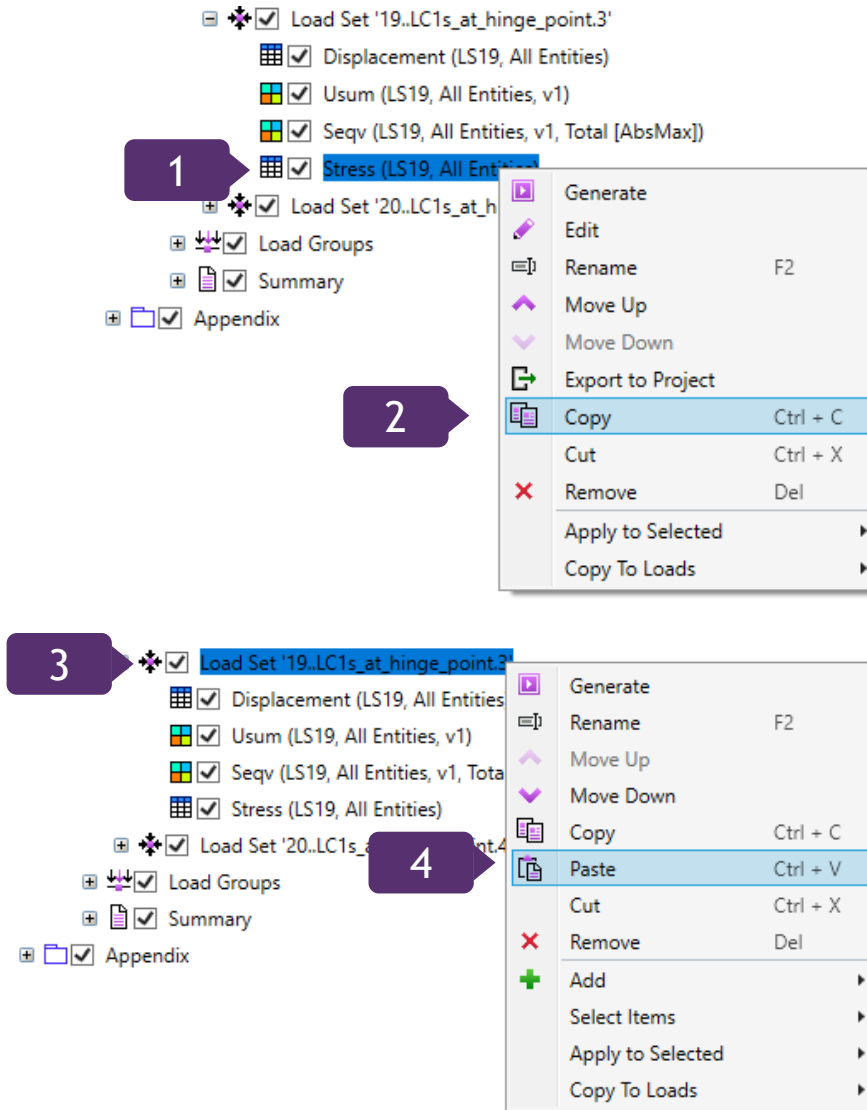 Load Set '19..LC1s_at_hinge_point.3'
Displacement (LS19, All Entities)
Usum (LS19, All Entities, v1)
Seqv (LS19, All Entities, v1, Total [AbsMax])
1
Stress (LS19, All Entities)
Load Set '20..LC1s_at_h
Load Groups
Summary
Appendix
Generate
Edit
Rename F2
Move Up
Move Down
Export to Project
2
Copy Ctrl + C
Cut Ctrl + X
Remove Del
Apply to Selected
Copy To Loads
3
Load Set '19..LC1s_at_hinge_point.3'
Displacement (LS19, All Entities
Usum (LS19, All Entities, v1)
Seqv (LS19, All Entities, v1, Tota
Stress (LS19, All Entities)
Load Set '20..LC1s_ nt.4
Load Groups
Summary
Appendix
Generate
Rename F2
Move Up
Move Down
Copy Ctrl + C
4
Paste Ctrl + V
Cut Ctrl + X
Remove Del
Add
Select Items
Apply to Selected
Copy To Loads